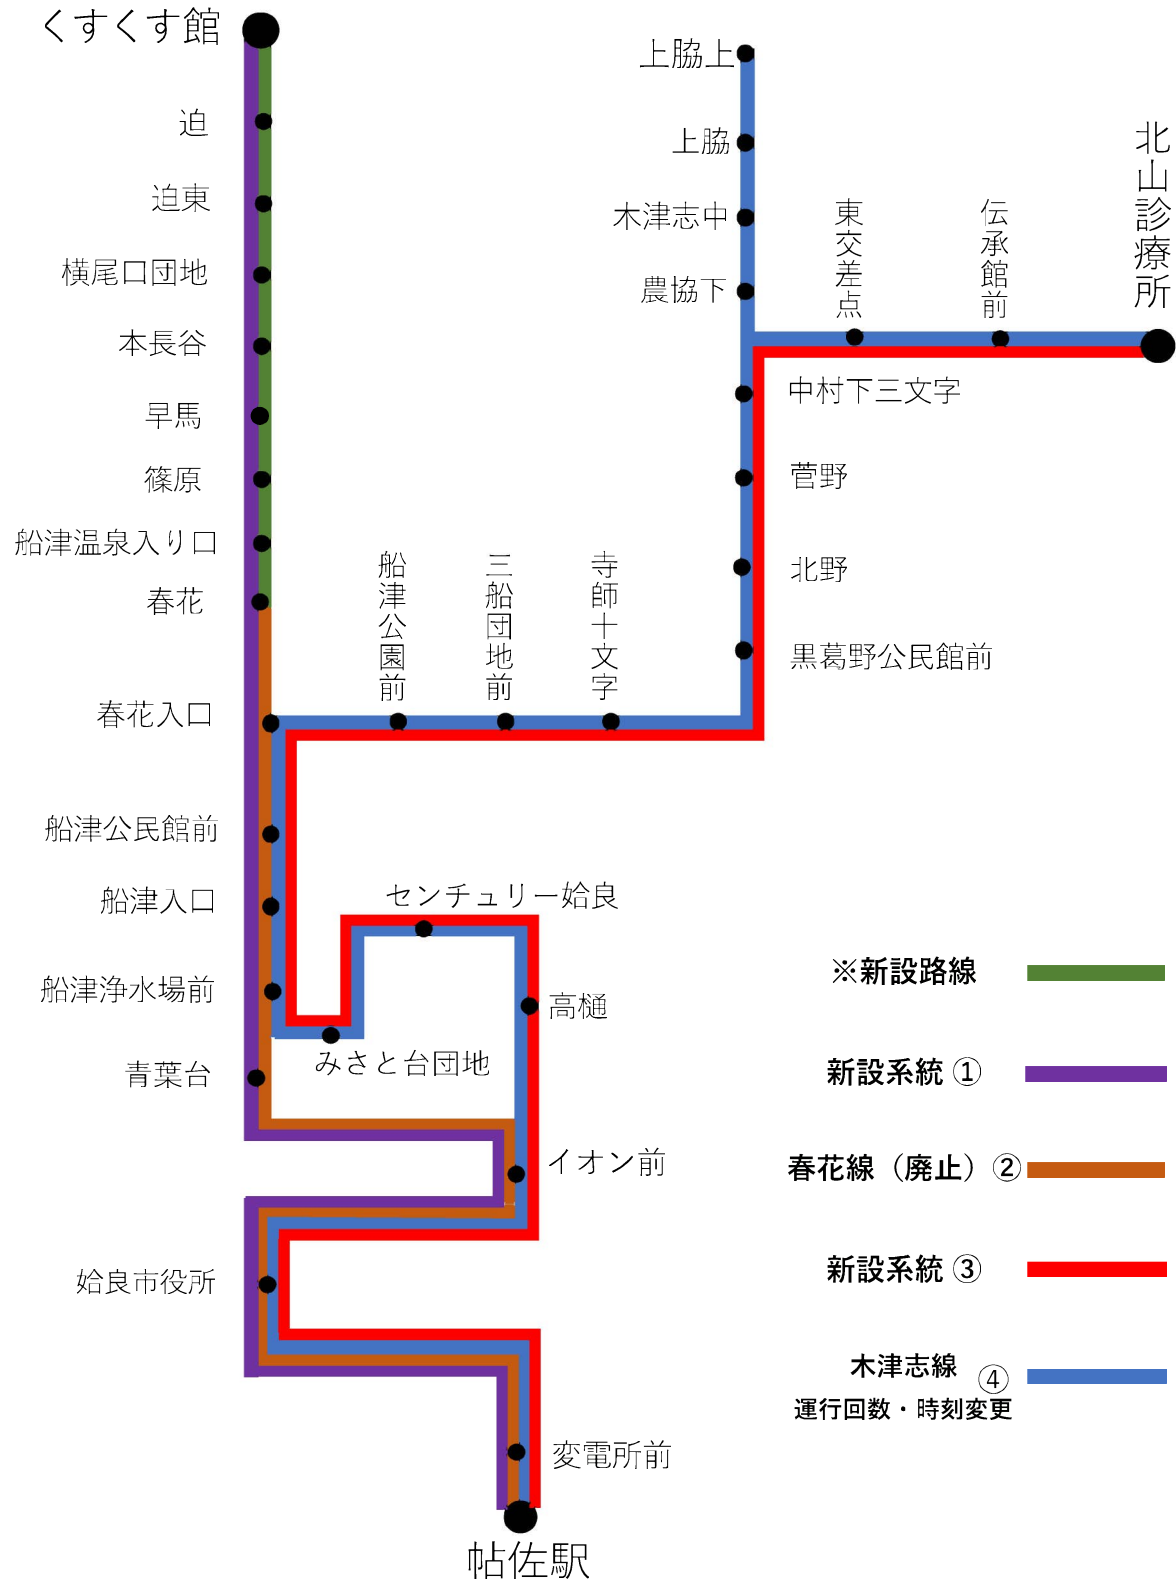 くすくす館
迫
迫東
横尾口団地
本長谷
早馬
篠原
船津温泉入り口
春花
春花入口
船津公民館前
船津入口
船津浄水場前
青葉台
姶良市役所
船津公園前
三船団地前
寺師十文字
上脇上
上脇
木津志中
農協下
東交差点
伝承館前
北山診療所
中村下三文字
菅野
北野
黒葛野公民館前
センチュリー姶良
高樋
みさと台団地
イオン前
変電所前
帖佐駅
※新設路線
新設系統 ①
春花線（廃止）②
新設系統 ③
木津志線 ④
運行回数・時刻変更